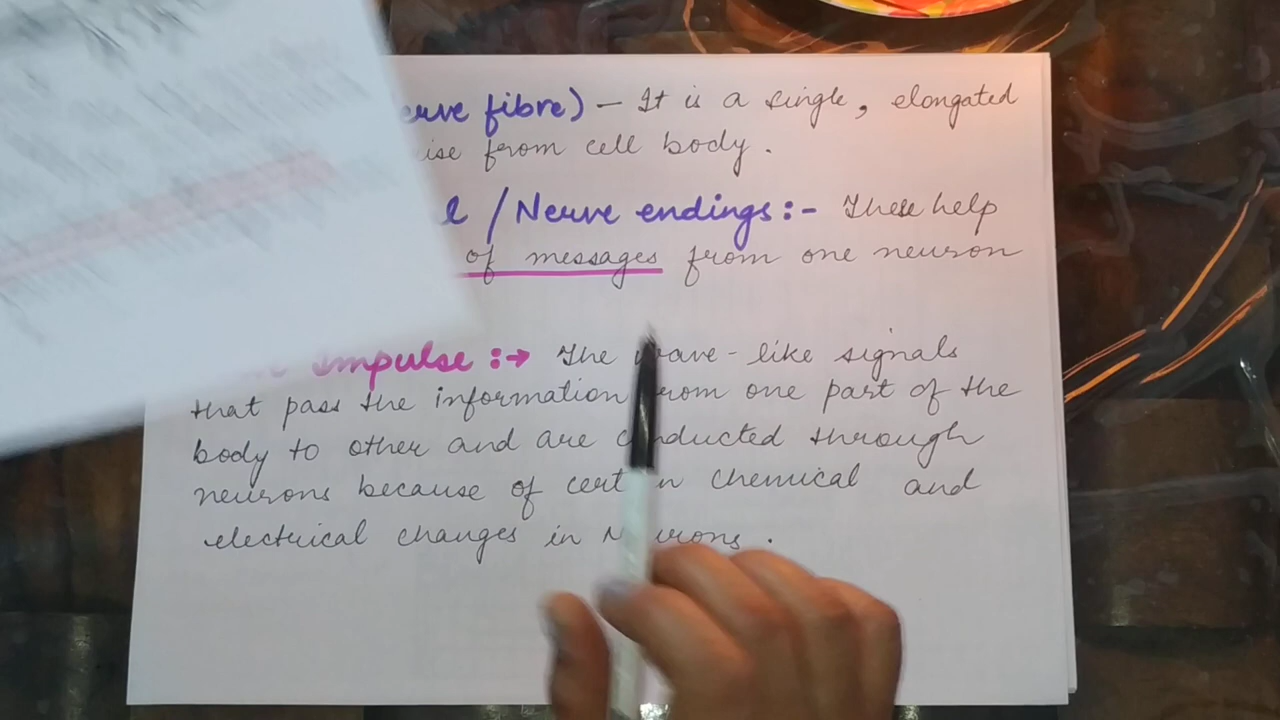 erve fibre) – It is a single, elongated
ise from cell body.
l / Nerve endings :- These help
of messages from one neuron
impulse :→ The wave-like signals
that pass the information from one part of the
body to other and are conducted through
neurons because of cert n chemical and
electrical changes in N urons.